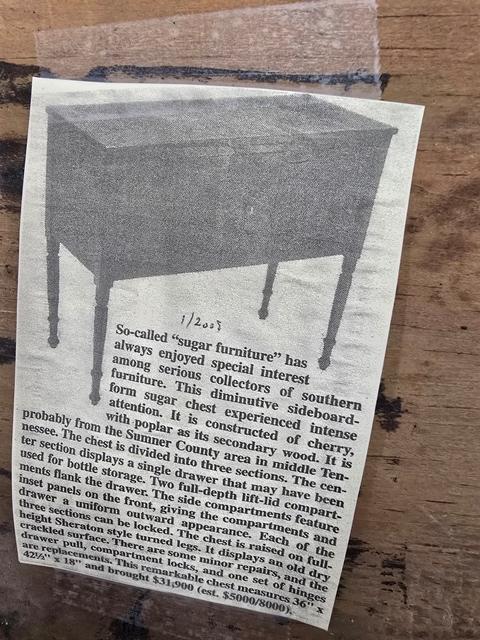 1/2005
So-called "sugar furniture" has
always enjoyed special interest
among serious collectors of southern
furniture. This diminutive sideboard-
form sugar chest experienced intense
attention. It is constructed of cherry,
with poplar as its secondary wood. It is
probably from the Sumner County area in middle Ten-
nessee. The chest is divided into three sections. The cen-
ter section displays a single drawer that may have been
used for bottle storage. Two full-depth lift-lid compart-
ments flank the drawer. The side compartments feature
inset panels on the front, giving the compartments and
drawer a uniform outward appearance. Each of the
three sections can be locked. The chest is raised on full-
height Sheraton style turned legs. It displays an old dry
crackled surface. There are some minor repairs, and the
drawer pull, compartment locks, and one set of hinges
are replacements. This remarkable chest measures 36" x
42½" x 18" and brought $31,900 (est. $5000/8000).